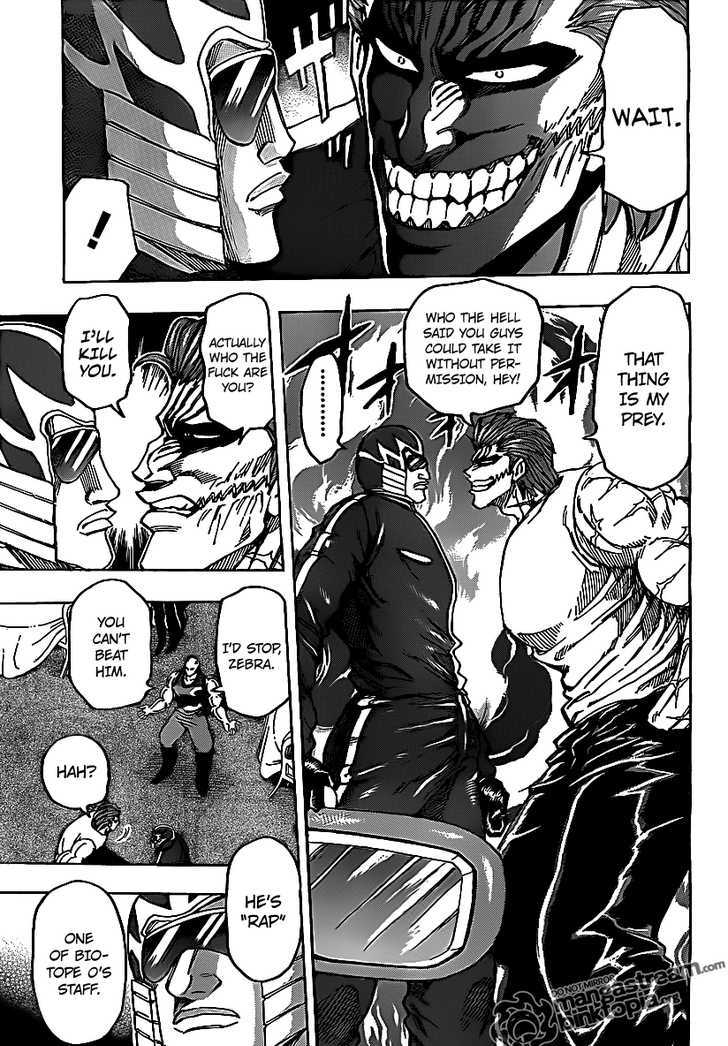 WAIT.
!
ザザ
THAT
THING
IS MY
PREY.
WHO THE HELL
SAID YOU GUYS
COULD TAKE IT
WITHOUT PER-
MISSION, HEY!
.......
ACTUALLY
WHO THE
FUCK ARE
YOU?
I'LL
KILL
YOU.
I'D STOP,
ZEBRA.
YOU
CAN'T
BEAT
HIM.
HAH?
HE'S
"RAP"
ONE
OF BIO-
TOPE O'S
STAFF.
DO NOT MIRROR
mangastream.com